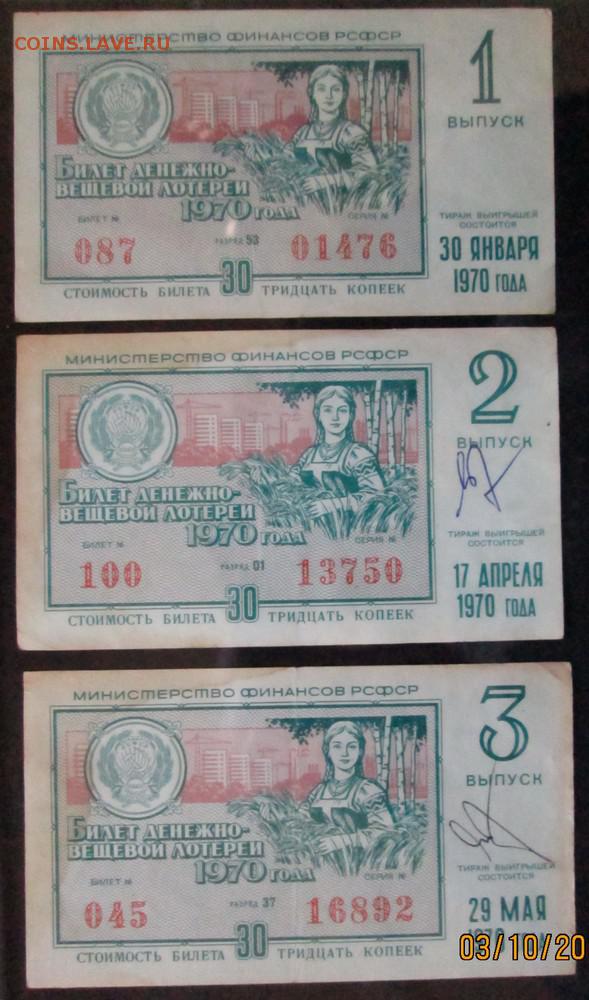 COINS.LAVE.RU
МИНИСТЕРСТВО ФИНАНСОВ РСФСР
1
ВЫПУСК
БИЛЕТ ДЕНЕЖНО-
ВЕЩЕВОЙ ЛОТЕРЕИ
1970 ГОДА
БИЛЕТ № СЕРИЯ №
087 РАЗРЯД 53 01476
ТИРАЖ ВЫИГРЫШЕЙ
СОСТОИТСЯ
30 ЯНВАРЯ
1970 ГОДА
СТОИМОСТЬ БИЛЕТА 30 ТРИДЦАТЬ КОПЕЕК
МИНИСТЕРСТВО ФИНАНСОВ РСФСР
2
ВЫПУСК
БИЛЕТ ДЕНЕЖНО-
ВЕЩЕВОЙ ЛОТЕРЕИ
1970 ГОДА
БИЛЕТ № СЕРИЯ №
100 РАЗРЯД 01 13750
ТИРАЖ ВЫИГРЫШЕЙ
СОСТОИТСЯ
17 АПРЕЛЯ
1970 ГОДА
СТОИМОСТЬ БИЛЕТА 30 ТРИДЦАТЬ КОПЕЕК
МИНИСТЕРСТВО ФИНАНСОВ РСФСР
3
ВЫПУСК
БИЛЕТ ДЕНЕЖНО-
ВЕЩЕВОЙ ЛОТЕРЕИ
1970 ГОДА
БИЛЕТ № СЕРИЯ №
045 РАЗРЯД 37 16892
ТИРАЖ ВЫИГРЫШЕЙ
СОСТОИТСЯ
29 МАЯ
1970 ГОДА
СТОИМОСТЬ БИЛЕТА 30 ТРИДЦАТЬ КОПЕЕК
03/10/20